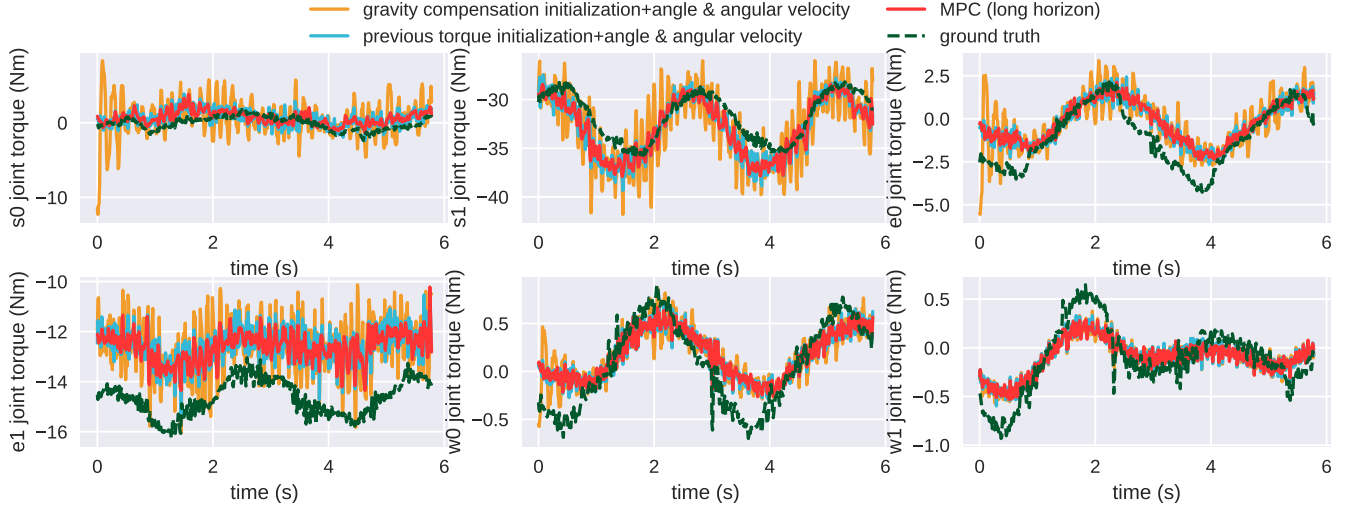 gravity compensation initialization+angle & angular velocity
MPC (long horizon)
previous torque initialization+angle & angular velocity
ground truth
s0 joint torque (Nm)
0
−10
0 2 4 6
time (s)
s1 joint torque (Nm)
−30
−35
−40
0 2 4 6
time (s)
e0 joint torque (Nm)
2.5
0.0
−2.5
−5.0
0 2 4 6
time (s)
e1 joint torque (Nm)
−10
−12
−14
−16
0 2 4 6
time (s)
w0 joint torque (Nm)
0.5
0.0
−0.5
0 2 4 6
time (s)
w1 joint torque (Nm)
0.5
0.0
−0.5
−1.0
0 2 4 6
time (s)